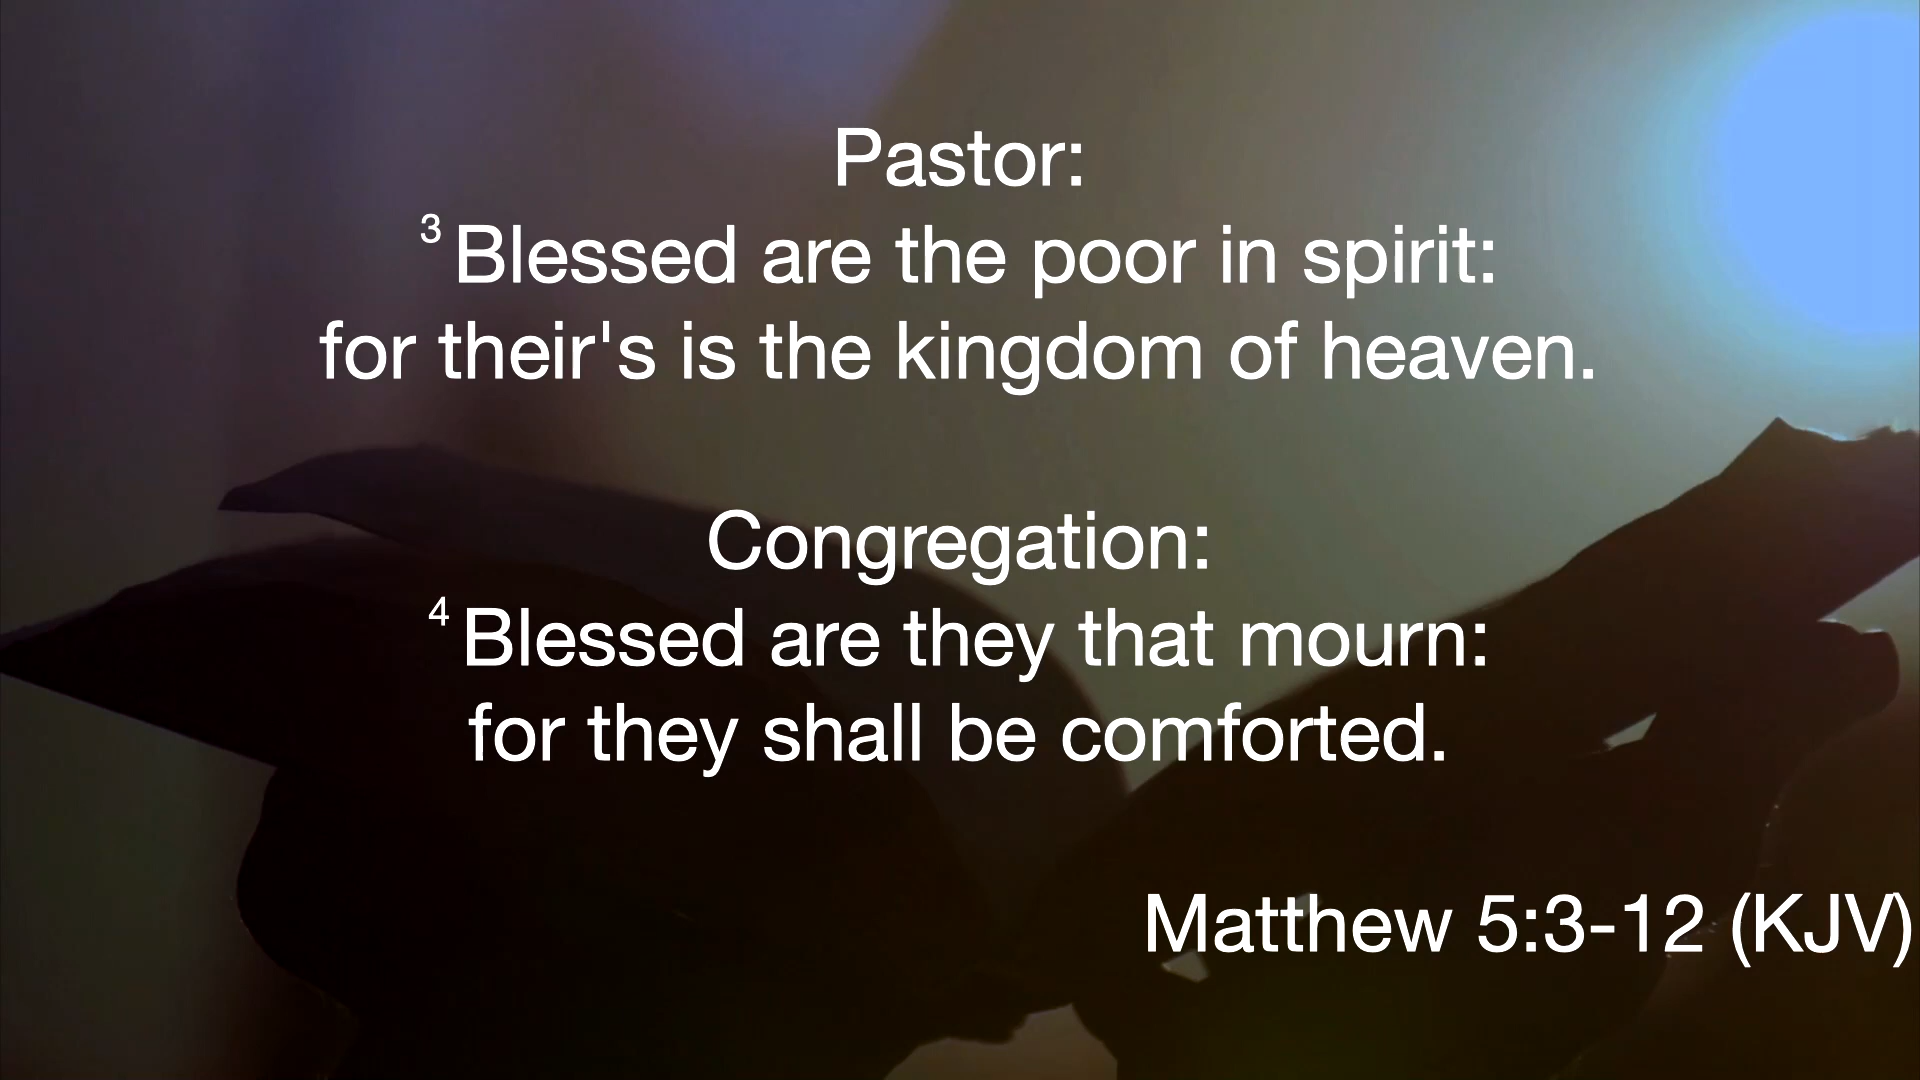 Pastor:
3 Blessed are the poor in spirit:
for their's is the kingdom of heaven.
Congregation:
4 Blessed are they that mourn:
for they shall be comforted.
Matthew 5:3-12 (KJV)